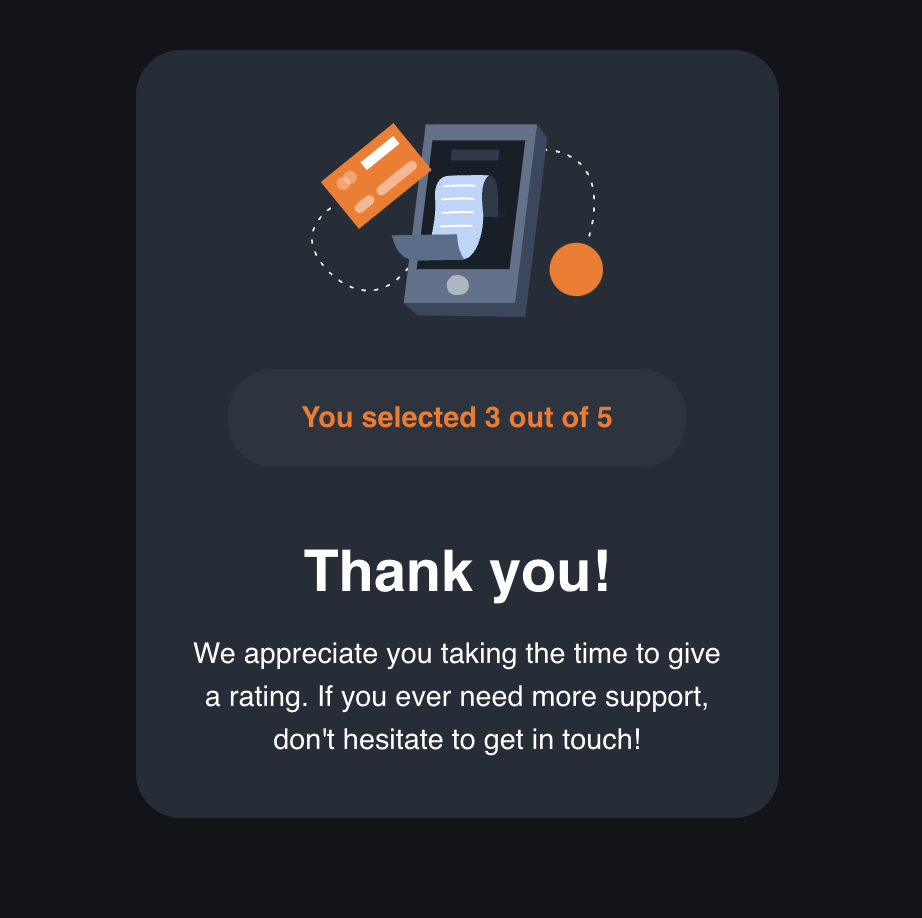 You selected 3 out of 5
Thank you!
We appreciate you taking the time to give
a rating. If you ever need more support,
don't hesitate to get in touch!